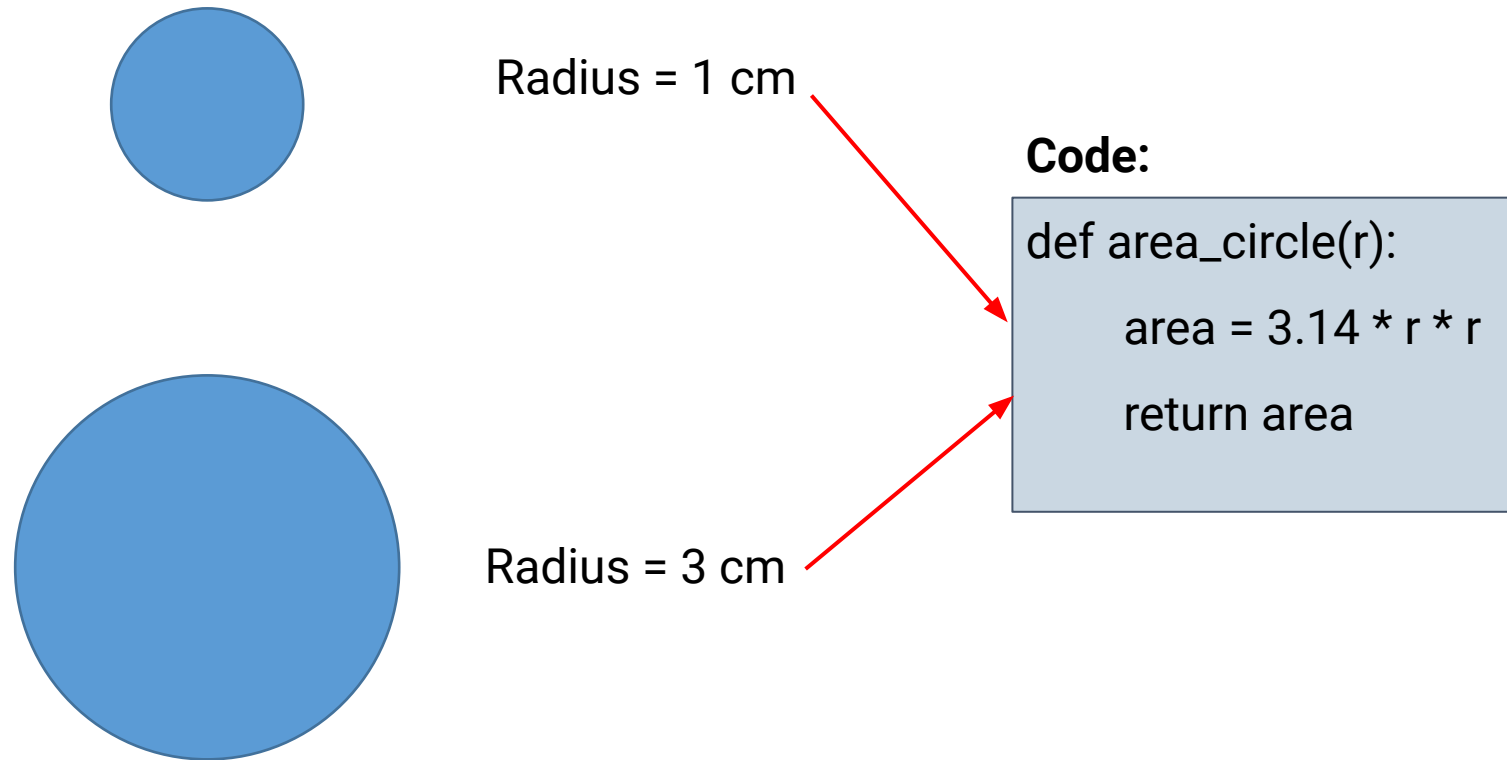 Radius = 1 cm
Code:
def area_circle(r):
area = 3.14 * r * r
return area
Radius = 3 cm